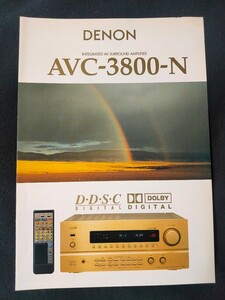 DENON
INTEGRATED AV SURROUND AMPLIFIER
AVC-3800-N
D·D·S·C DOLBY
DIGITAL DIGITAL